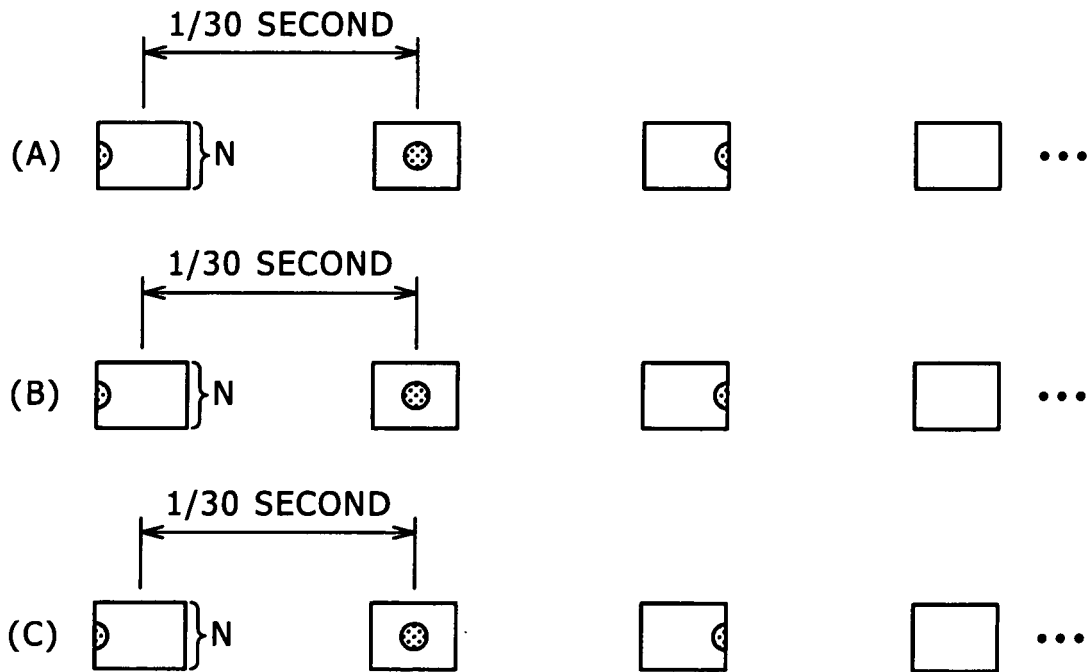 1/30 SECOND
(A) N •••
1/30 SECOND
(B) N •••
1/30 SECOND
(C) N •••